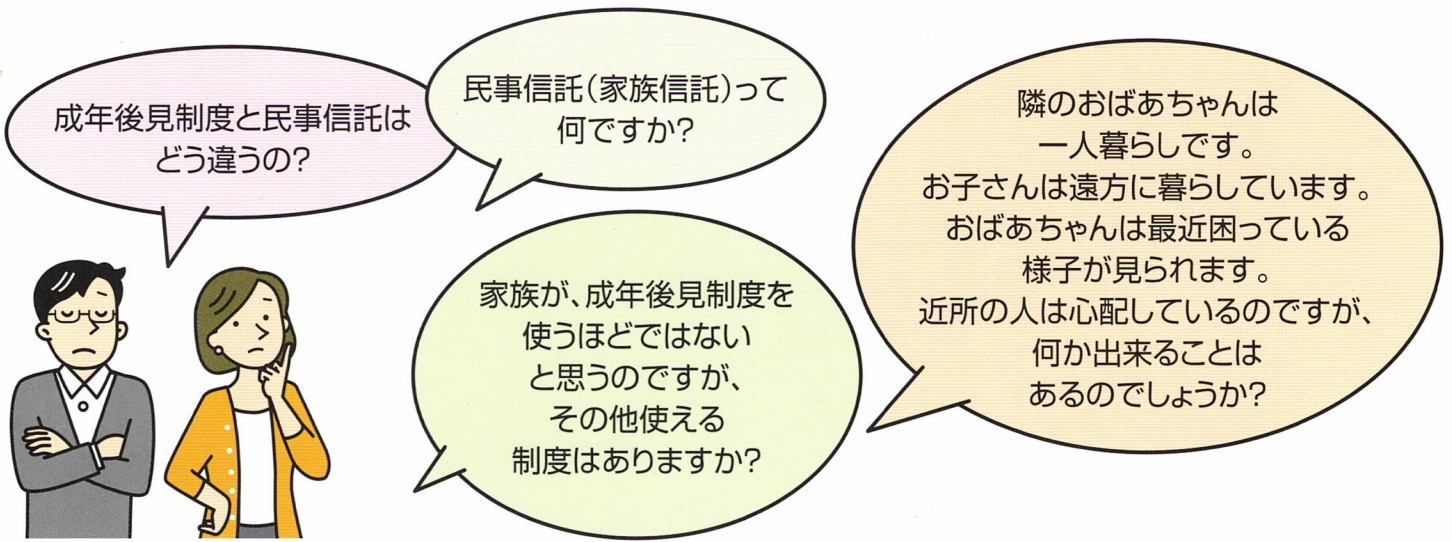 成年後見制度と民事信託は
どう違うの?
民事信託(家族信託)って
何ですか?
家族が、成年後見制度を
使うほどではない
と思うのですが、
その他使える
制度はありますか?
隣のおばあちゃんは
一人暮らしです。
お子さんは遠方に暮らしています。
おばあちゃんは最近困っている
様子が見られます。
近所の人は心配しているのですが、
何か出来ることは
あるのでしょうか?